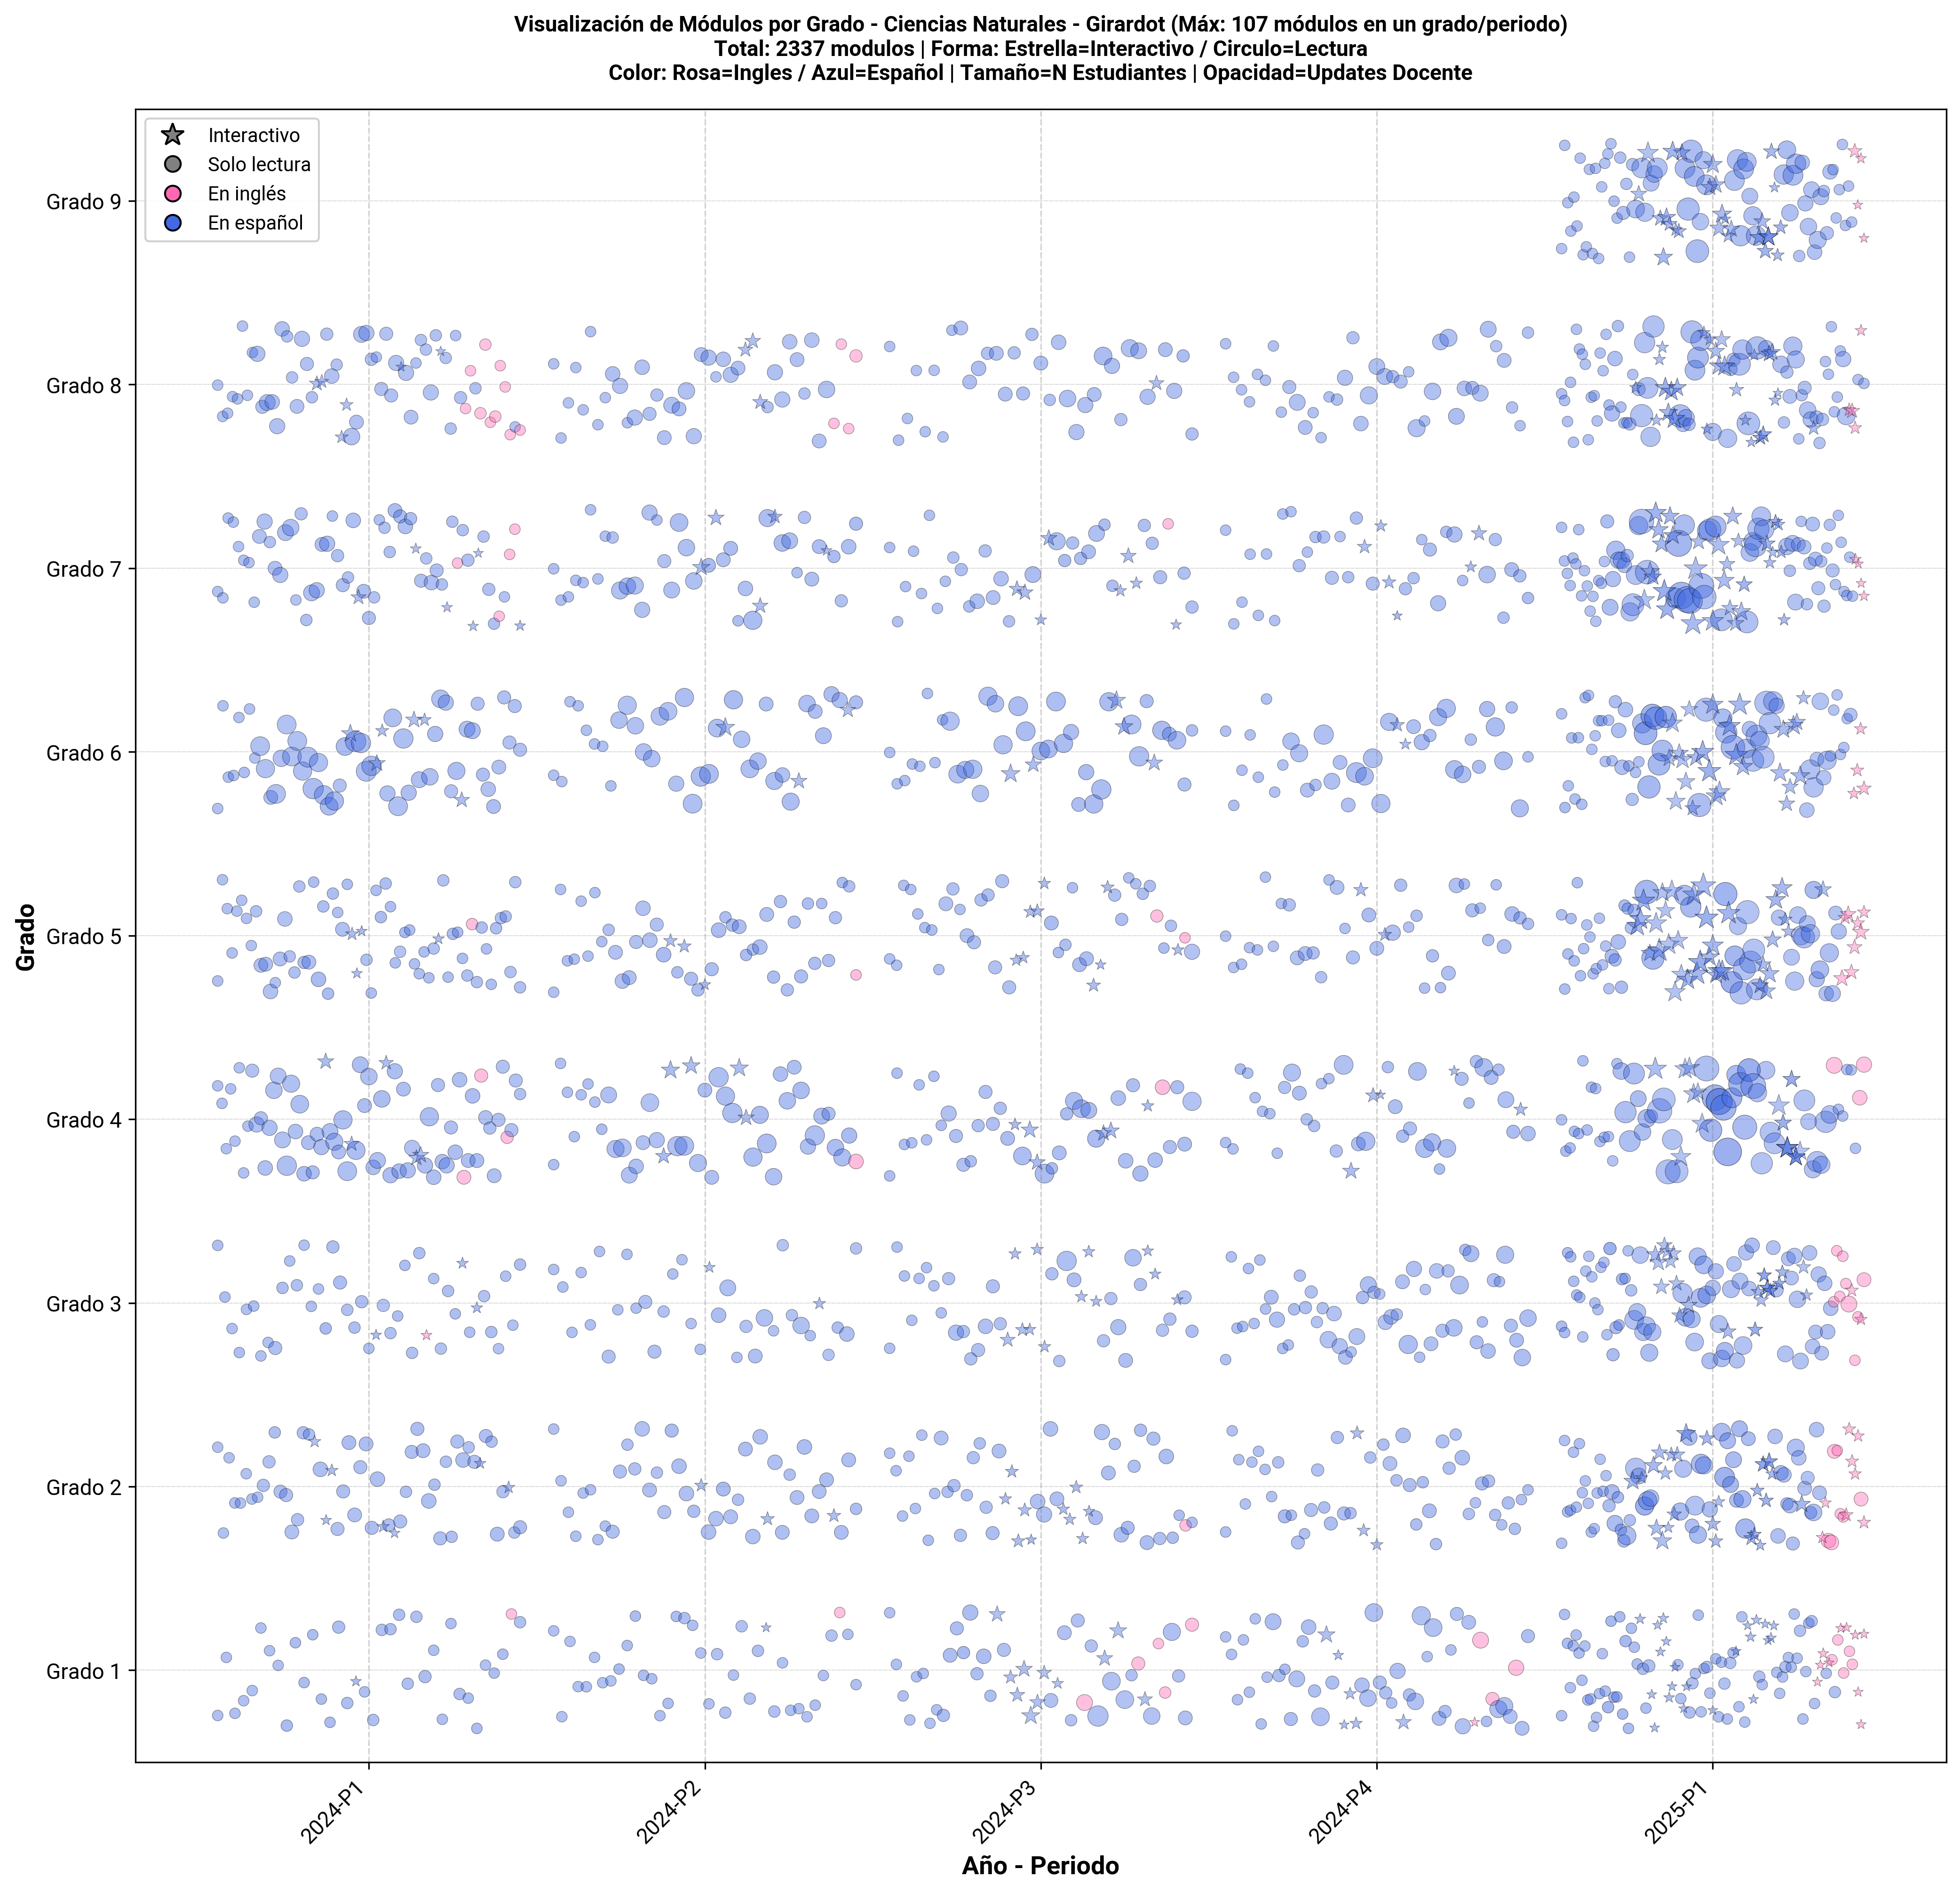 Visualización de Módulos por Grado - Ciencias Naturales - Girardot (Máx: 107 módulos en un grado/periodo)
Total: 2337 modulos | Forma: Estrella=Interactivo / Circulo=Lectura
Color: Rosa=Ingles / Azul=Español | Tamaño=N Estudiantes | Opacidad=Updates Docente
Interactivo
Solo lectura
En inglés
En español
Grado 9
Grado 8
Grado 7
Grado 6
Grado 5
Grado 4
Grado 3
Grado 2
Grado 1
Grado
2024-P1
2024-P2
2024-P3
2024-P4
2025-P1
Año - Periodo